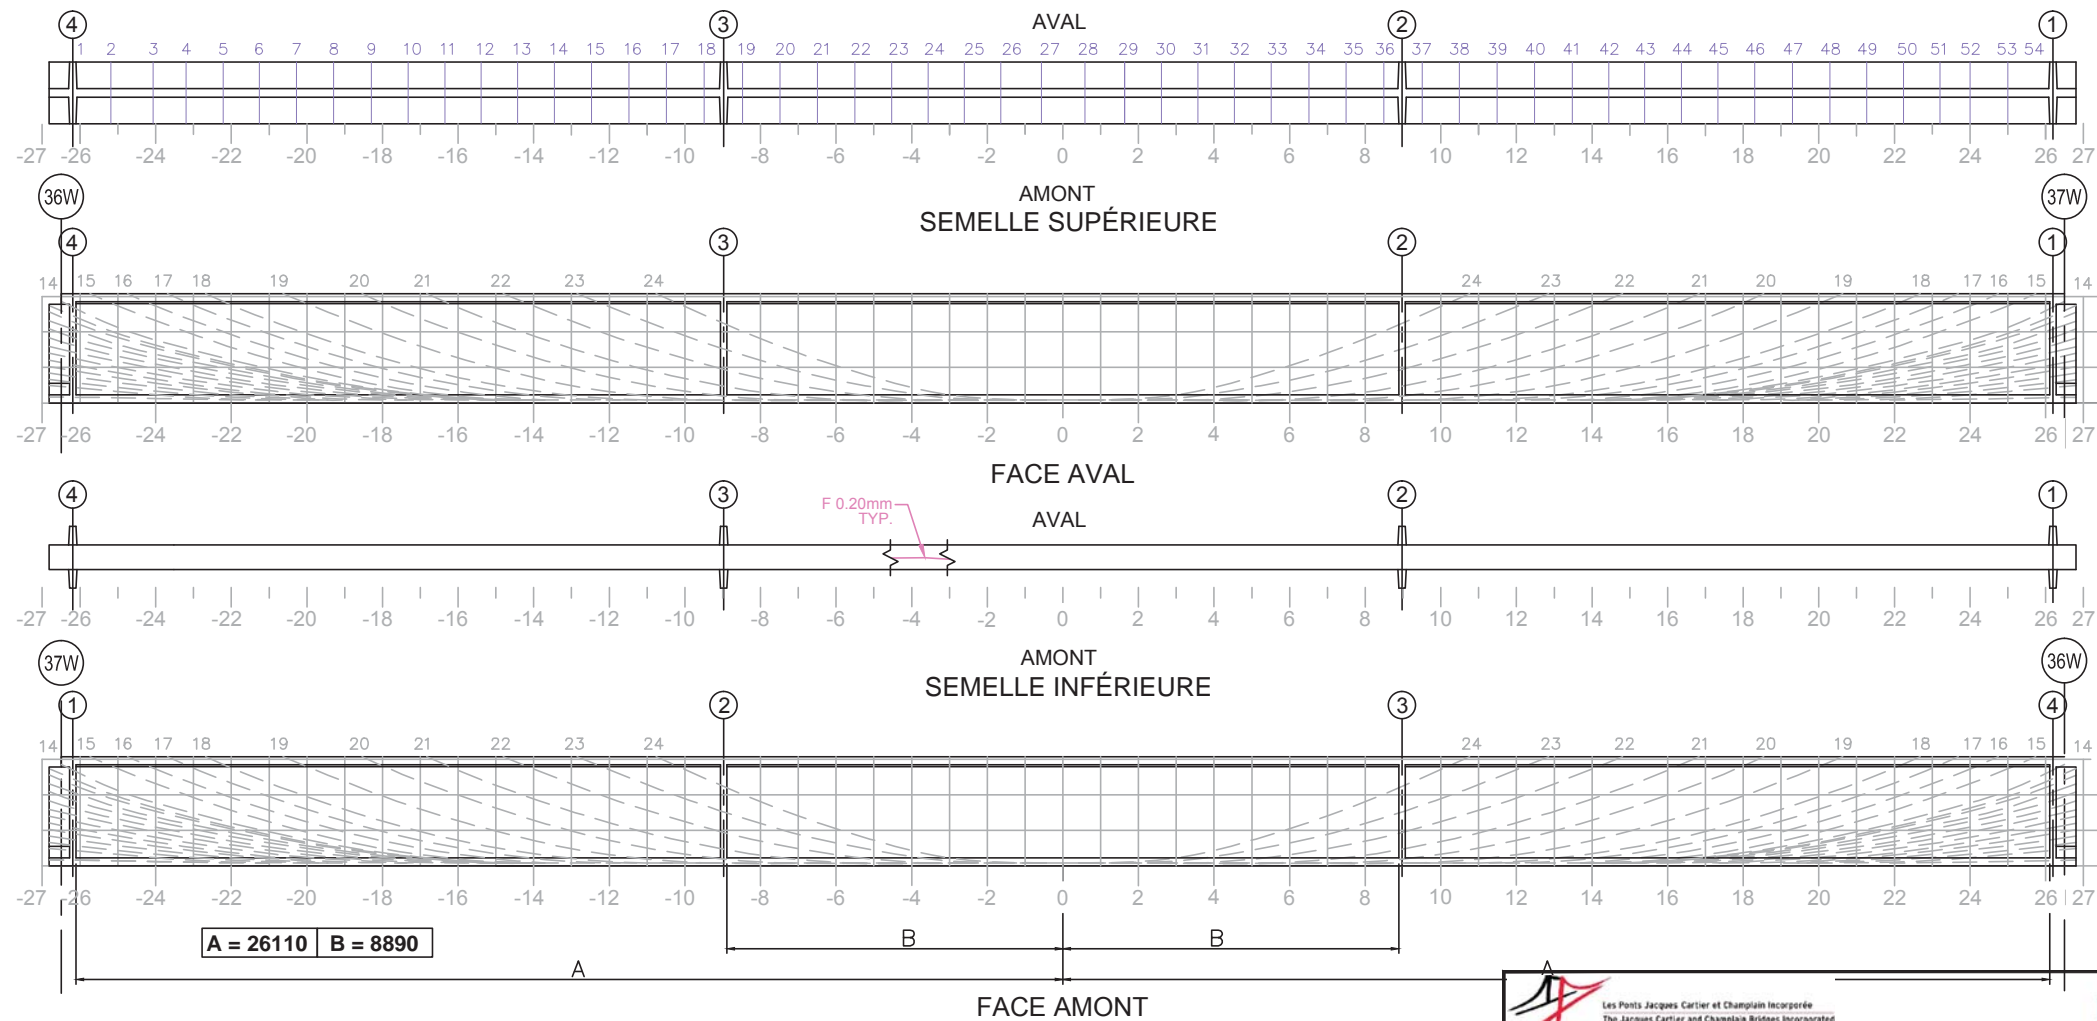 4 3 AVAL 2 1
1 2 3 4 5 6 7 8 9 10 11 12 13 14 15 16 17 18 19 20 21 22 23 24 25 26 27 28 29 30 31 32 33 34 35 36 37 38 39 40 41 42 43 44 45 46 47 48 49 50 51 52 53 54
-27 -26 -24 -22 -20 -18 -16 -14 -12 -10 -8 -6 -4 -2 0 2 4 6 8 10 12 14 16 18 20 22 24 26 27
36W AMONT 37W
SEMELLE SUPÉRIEURE
4 3 2 1
14 15 16 17 18 19 20 21 22 23 24 24 23 22 21 20 19 18 17 16 15 14
-27 -26 -24 -22 -20 -18 -16 -14 -12 -10 -8 -6 -4 -2 0 2 4 6 8 10 12 14 16 18 20 22 24 26 27
FACE AVAL
4 3 2 1
F 0.20mm
TYP.
AVAL
-27 -26 -24 -22 -20 -18 -16 -14 -12 -10 -8 -6 -4 -2 0 2 4 6 8 10 12 14 16 18 20 22 24 26 27
37W AMONT 36W
SEMELLE INFÉRIEURE
1 2 3 4
14 15 16 17 18 19 20 21 22 23 24 24 23 22 21 20 19 18 17 16 15 14
-27 -26 -24 -22 -20 -18 -16 -14 -12 -10 -8 -6 -4 -2 0 2 4 6 8 10 12 14 16 18 20 22 24 26 27
A = 26110 B = 8890
B B
A A
FACE AMONT
Les Ponts Jacques Cartier et Champlain Incorporée
The Jacques Cartier and Champlain Bridges Incorporated